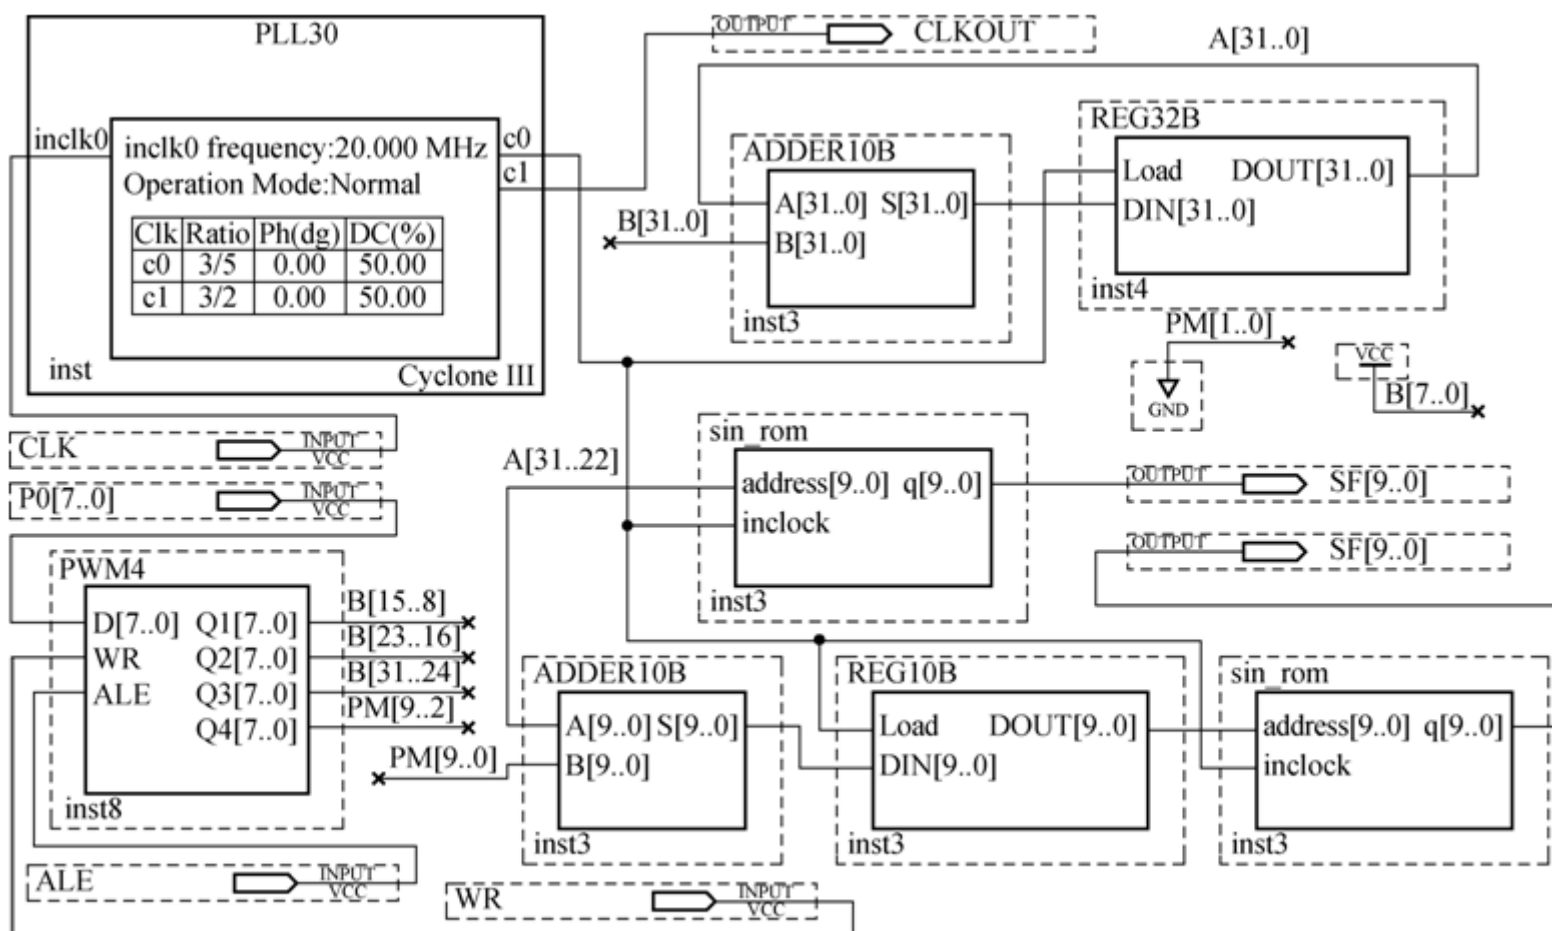 PLL30
inclk0
inclk0 frequency:20.000 MHz
Operation Mode:Normal
Clk Ratio Ph(dg) DC(%)
c0 3/5 0.00 50.00
c1 3/2 0.00 50.00
c0
c1
inst
Cyclone III
OUTPUT
CLKOUT
A[31..0]
ADDER10B
A[31..0] S[31..0]
B[31..0]
B[31..0]
inst3
REG32B
Load DOUT[31..0]
DIN[31..0]
inst4
PM[1..0]
GND
VCC
B[7..0]
CLK
INPUT
VCC
P0[7..0]
INPUT
VCC
A[31..22]
sin_rom
address[9..0] q[9..0]
inclock
inst3
OUTPUT
SF[9..0]
OUTPUT
SF[9..0]
PWM4
D[7..0] Q1[7..0]
WR Q2[7..0]
ALE Q3[7..0]
Q4[7..0]
inst8
B[15..8]
B[23..16]
B[31..24]
PM[9..2]
PM[9..0]
ADDER10B
A[9..0] S[9..0]
B[9..0]
inst3
REG10B
Load DOUT[9..0]
DIN[9..0]
inst3
sin_rom
address[9..0] q[9..0]
inclock
inst3
ALE
INPUT
VCC
WR
INPUT
VCC